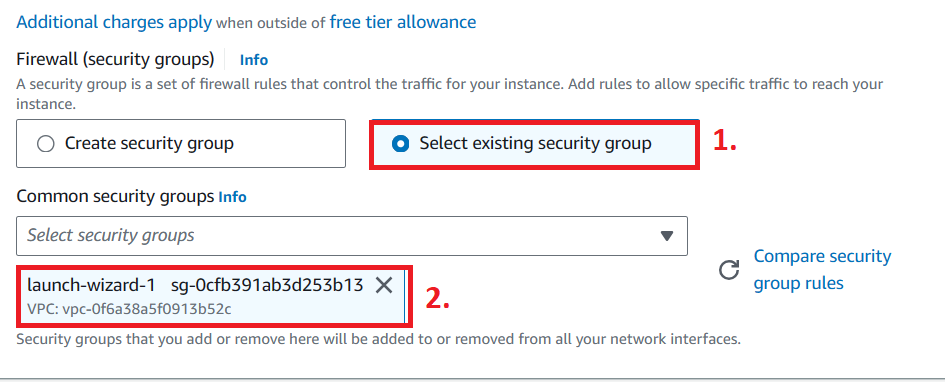 Additional charges apply when outside of free tier allowance
Firewall (security groups) Info
A security group is a set of firewall rules that control the traffic for your instance. Add rules to allow specific traffic to reach your
instance.
Create security group
Select existing security group
1.
Common security groups Info
Select security groups
Compare security
group rules
launch-wizard-1 sg-0cfb391ab3d253b13
VPC: vpc-0f6a38a5f0913b52c
2.
Security groups that you add or remove here will be added to or removed from all your network interfaces.